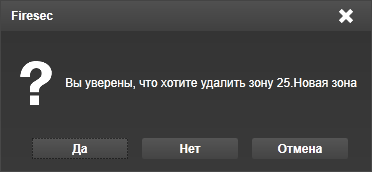 Firesec
Вы уверены, что хотите удалить зону 25.Новая зона
Да
Нет
Отмена